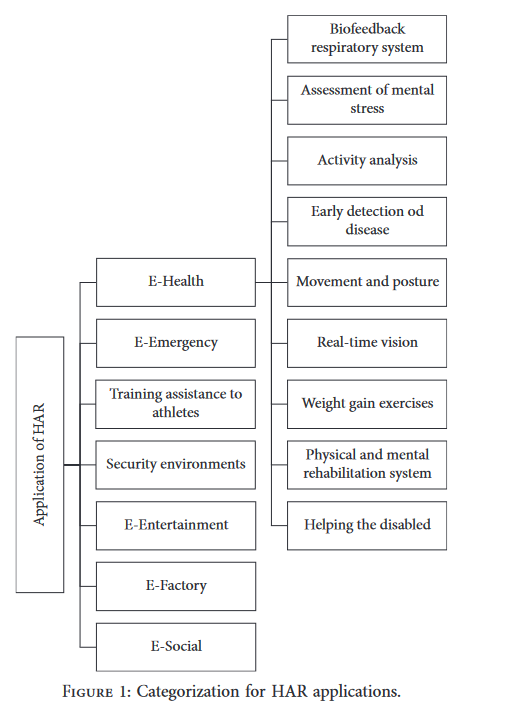 Application of HAR
E-Health
E-Emergency
Training assistance to
athletes
Security environments
E-Entertainment
E-Factory
E-Social
Biofeedback
respiratory system
Assessment of mental
stress
Activity analysis
Early detection od
disease
Movement and posture
Real-time vision
Weight gain exercises
Physical and mental
rehabilitation system
Helping the disabled
Figure 1: Categorization for HAR applications.